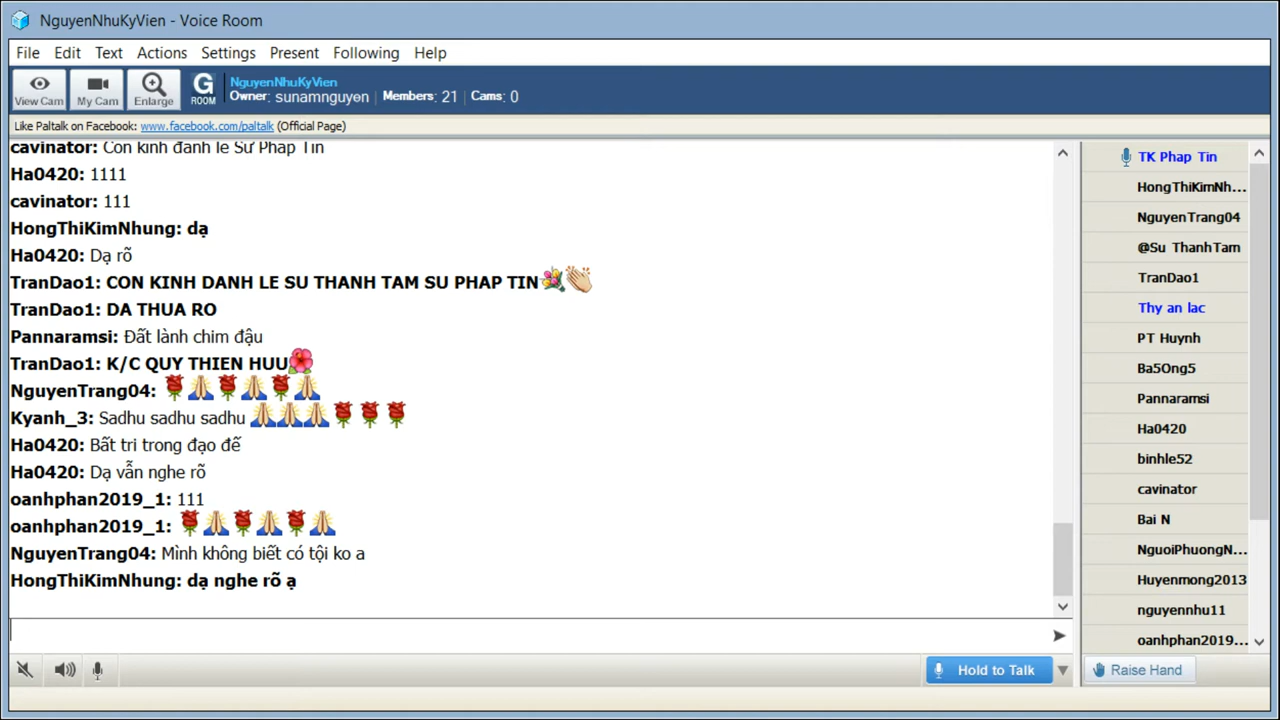 NguyenNhuKyVien - Voice Room
File Edit Text Actions Settings Present Following Help
View Cam
My Cam
Enlarge
G ROOM
NguyenNhuKyVien
Owner: sunamnguyen | Members: 21 | Cams: 0
Like Paltalk on Facebook: www.facebook.com/paltalk (Official Page)
cavinator: Con kinh đanh le Sư Phap Tin
Ha0420: 1111
cavinator: 111
HongThiKimNhung: dạ
Ha0420: Dạ rõ
TranDao1: CON KINH DANH LE SU THANH TAM SU PHAP TIN
TranDao1: DA THUA RO
Pannaramsi: Đất lành chim đậu
TranDao1: K/C QUY THIEN HUU
NguyenTrang04:
Kyanh_3: Sadhu sadhu sadhu
Ha0420: Bất tri trong đạo đế
Ha0420: Dạ vẫn nghe rõ
oanhphan2019_1: 111
oanhphan2019_1:
NguyenTrang04: Mình không biết có tội ko a
HongThiKimNhung: dạ nghe rõ ạ
Hold to Talk
TK Phap Tin
HongThiKimNh...
NguyenTrang04
@Su ThanhTam
TranDao1
Thy an lac
PT Huynh
Ba5Ong5
Pannaramsi
Ha0420
binhle52
cavinator
Bai N
NguoiPhuongN...
Huyenmong2013
nguyennhu11
oanhphan2019...
Raise Hand